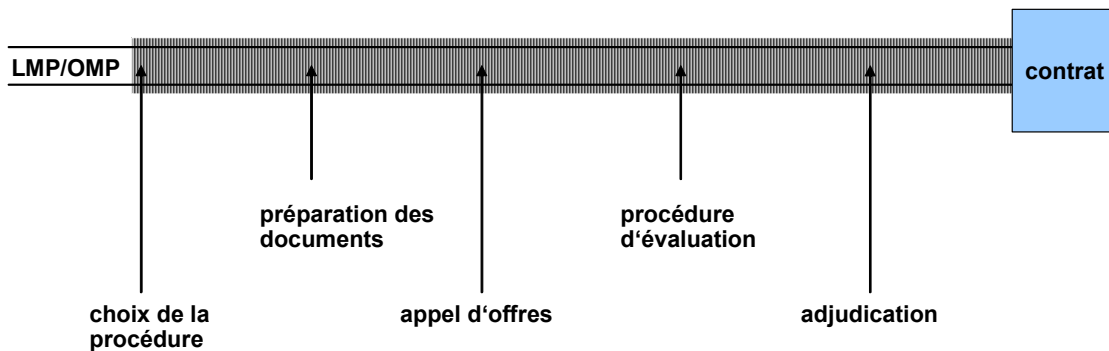 LMP/OMP
contrat
préparation des
documents
procédure
d‘évaluation
choix de la
procédure
appel d‘offres
adjudication